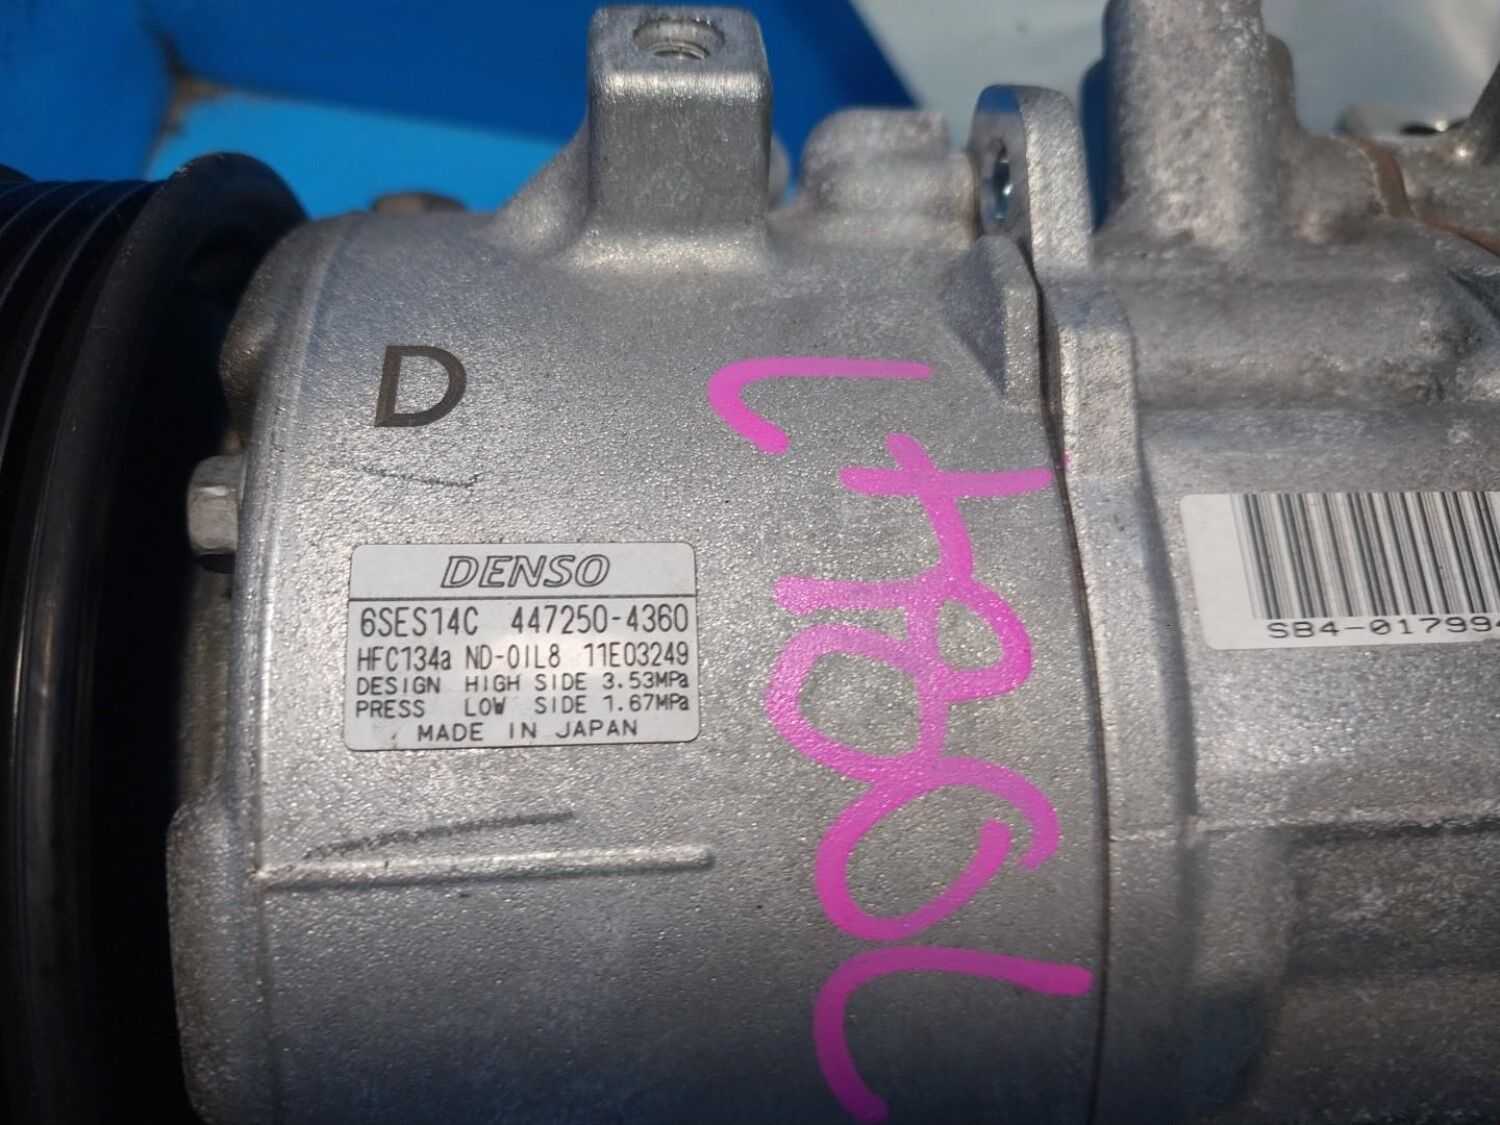 D
DENSO
6SES14C 447250-4360
HFC134a ND-OIL8 11E03249
DESIGN HIGH SIDE 3.53MPa
PRESS LOW SIDE 1.67MPa
MADE IN JAPAN